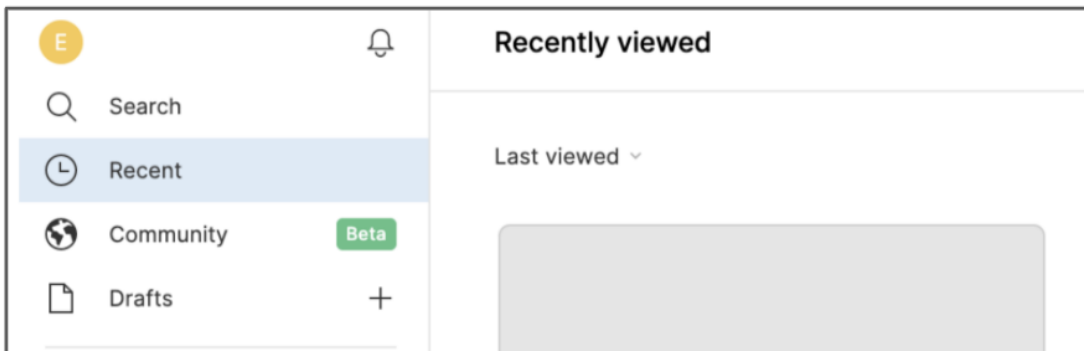 E
Recently viewed
Search
Recent
Community
Beta
Drafts
Last viewed